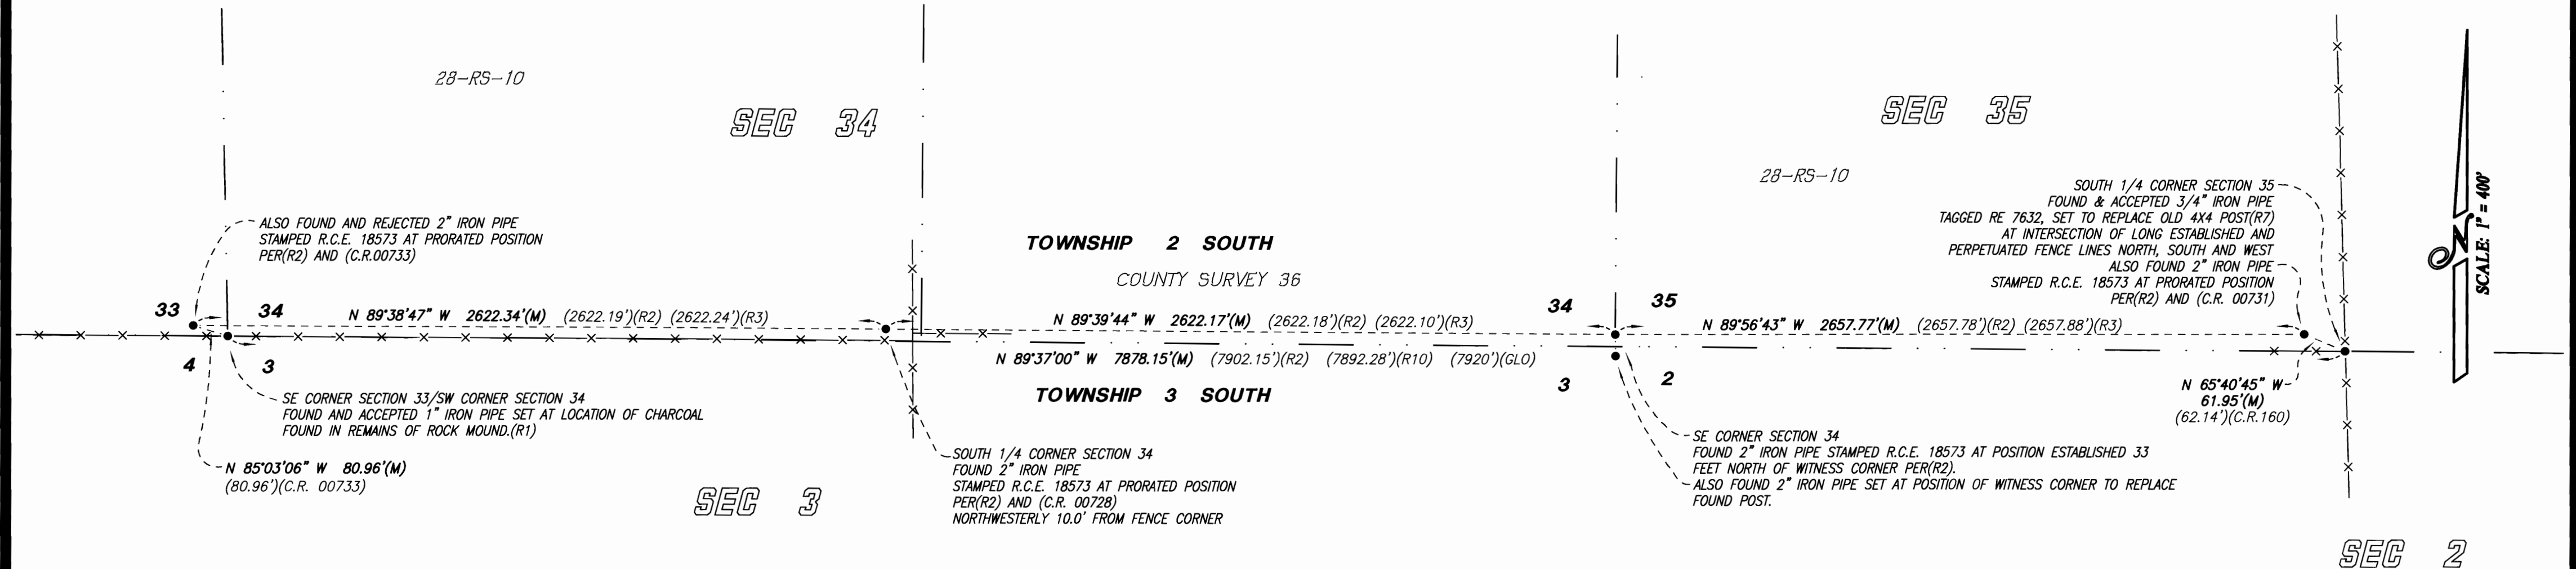 28-RS-10
SEC 34
SEC 35
28-RS-10
ALSO FOUND AND REJECTED 2" IRON PIPE
STAMPED R.C.E. 18573 AT PRORATED POSITION
PER(R2) AND (C.R.00733)
SOUTH 1/4 CORNER SECTION 35
FOUND & ACCEPTED 3/4" IRON PIPE
TAGGED RE 7632, SET TO REPLACE OLD 4X4 POST(R7)
AT INTERSECTION OF LONG ESTABLISHED AND
PERPETUATED FENCE LINES NORTH, SOUTH AND WEST
ALSO FOUND 2" IRON PIPE
STAMPED R.C.E. 18573 AT PRORATED POSITION
PER(R2) AND (C.R. 00731)
N
SCALE: 1" = 400'
TOWNSHIP 2 SOUTH
COUNTY SURVEY 36
33
34
N 89°38'47" W 2622.34'(M) (2622.19')(R2) (2622.24')(R3)
N 89°39'44" W 2622.17'(M) (2622.18')(R2) (2622.10')(R3)
34
35
N 89°56'43" W 2657.77'(M) (2657.78')(R2) (2657.88')(R3)
4
3
N 89°37'00" W 7878.15'(M) (7902.15')(R2) (7892.28')(R10) (7920')(GLO)
3
2
TOWNSHIP 3 SOUTH
N 65°40'45" W
61.95'(M)
(62.14')(C.R.160)
SE CORNER SECTION 33/SW CORNER SECTION 34
FOUND AND ACCEPTED 1" IRON PIPE SET AT LOCATION OF CHARCOAL
FOUND IN REMAINS OF ROCK MOUND.(R1)
N 85°03'06" W 80.96'(M)
(80.96')(C.R. 00733)
SOUTH 1/4 CORNER SECTION 34
FOUND 2" IRON PIPE
STAMPED R.C.E. 18573 AT PRORATED POSITION
PER(R2) AND (C.R. 00728)
NORTHWESTERLY 10.0' FROM FENCE CORNER
SE CORNER SECTION 34
FOUND 2" IRON PIPE STAMPED R.C.E. 18573 AT POSITION ESTABLISHED 33
FEET NORTH OF WITNESS CORNER PER(R2).
ALSO FOUND 2" IRON PIPE SET AT POSITION OF WITNESS CORNER TO REPLACE
FOUND POST.
SEC 3
SEC 2